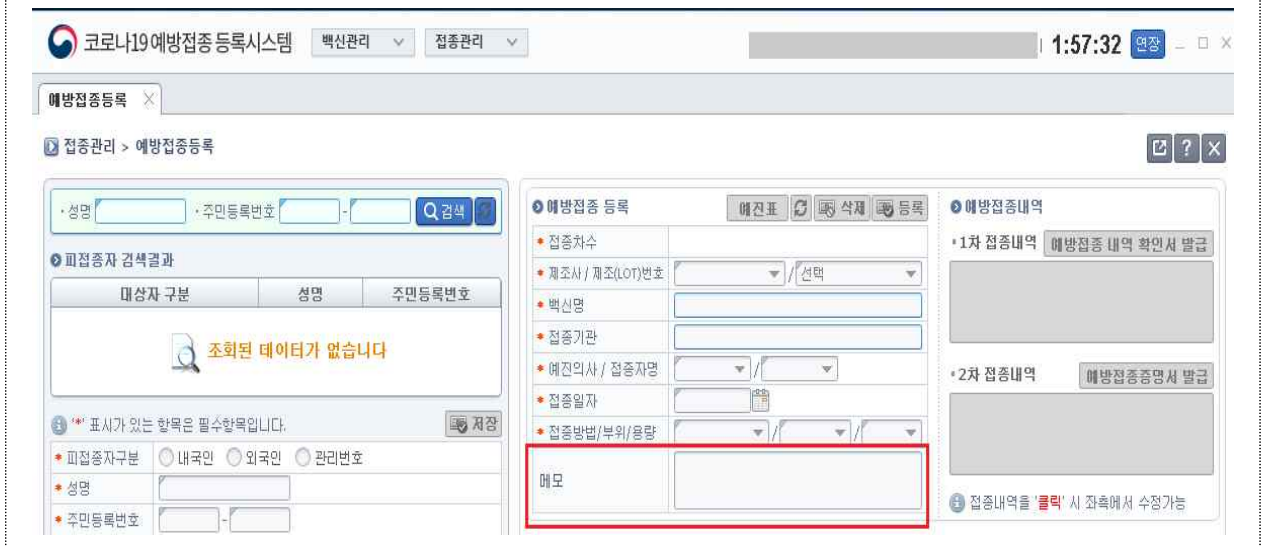 코로나19 예방접종 등록시스템 백신관리 접종관리 1:57:32 연장
예방접종등록
접종관리 > 예방접종등록
·성명 ·주민등록번호 - 검색
피접종자 검색결과
대상자 구분 성명 주민등록번호
조회된 데이터가 없습니다
'*' 표시가 있는 항목은 필수항목입니다. 저장
* 피접종자구분 내국인 외국인 관리번호
* 성명
* 주민등록번호 -
예방접종 등록 예진표 삭제 등록
* 접종차수
* 제조사 / 제조(LOT)번호 / 선택
* 백신명
* 접종기관
* 예진의사 / 접종자명 /
* 접종일자
* 접종방법/부위/용량 / /
메모
예방접종내역
•1차 접종내역 예방접종 내역 확인서 발급
•2차 접종내역 예방접종증명서 발급
접종내역을 '클릭' 시 좌측에서 수정가능